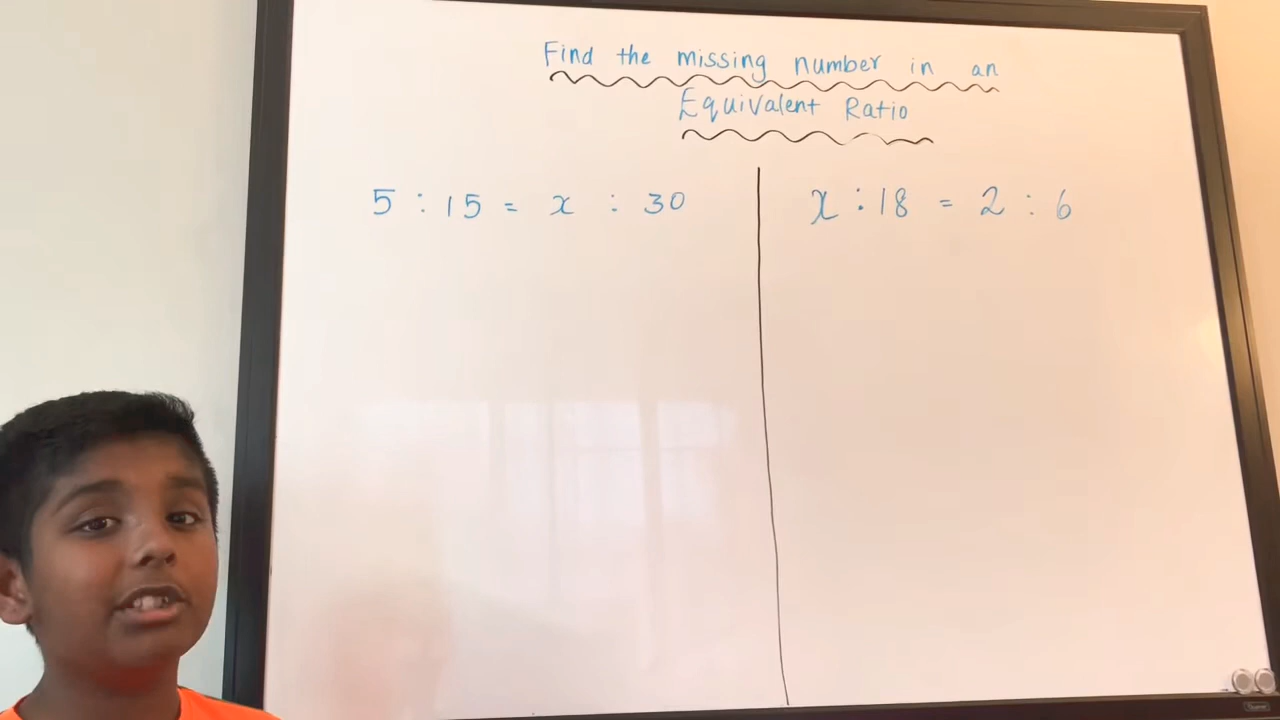 Find the missing number in an
Equivalent Ratio
5 : 15 = x : 30
x : 18 = 2 : 6